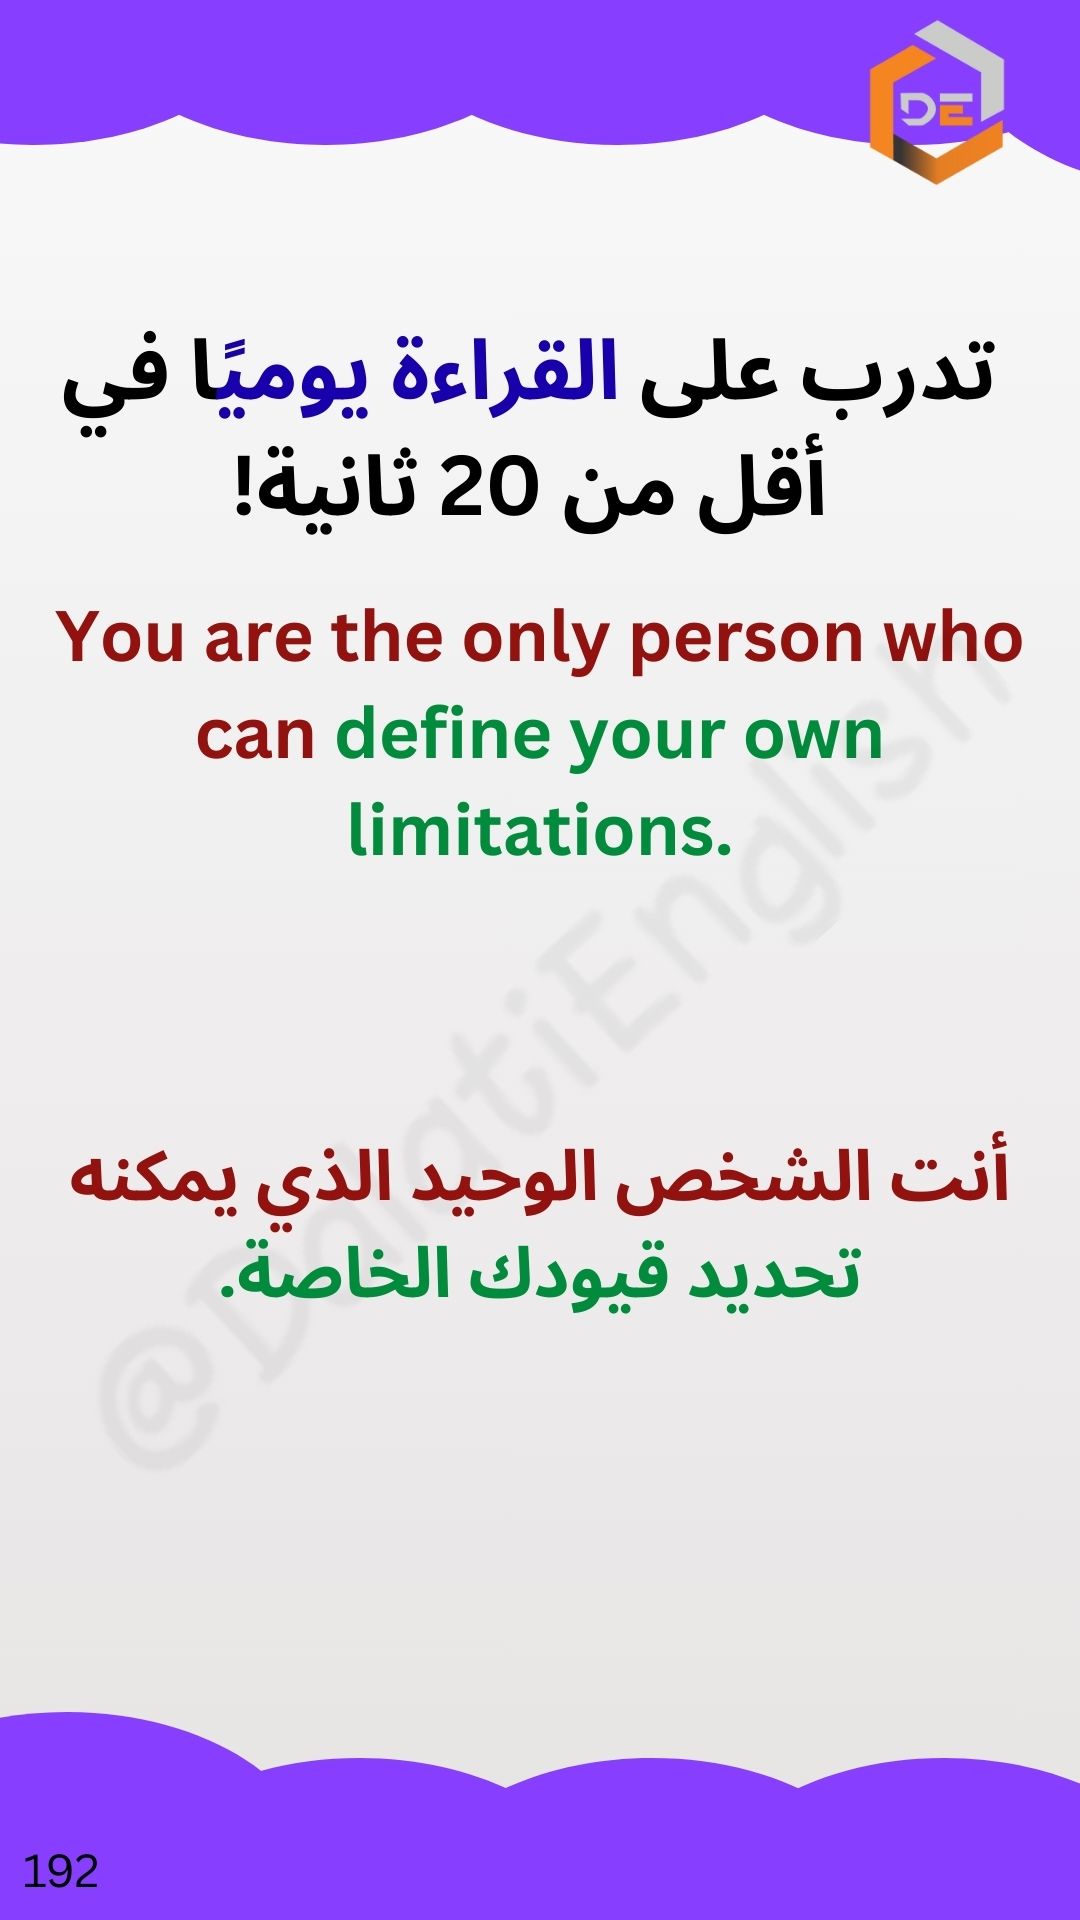 DE
تدرب على القراءة يوميًا في
أقل من 20 ثانية!
You are the only person who
can define your own
limitations.
@DalatiEnglish
أنت الشخص الوحيد الذي يمكنه
تحديد قيودك الخاصة.
192